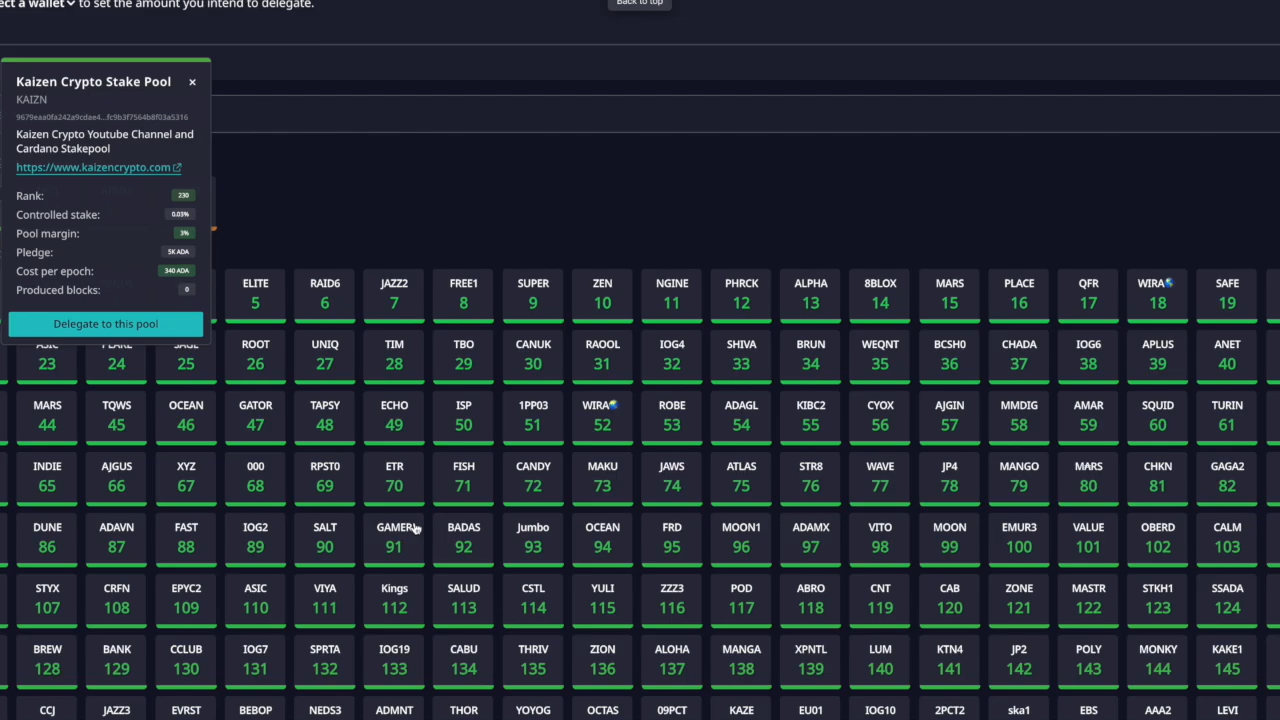 ect a wallet to set the amount you intend to delegate.
Back to top
Kaizen Crypto Stake Pool ×
KAIZN
9679eaa0fa242a9cdae4...fc9b3f7564b8f03a5316
Kaizen Crypto Youtube Channel and
Cardano Stakepool
https://www.kaizencrypto.com
Rank: 230
Controlled stake: 0.03%
Pool margin: 3%
Pledge: 5K ADA
Cost per epoch: 340 ADA
Produced blocks: 0
Delegate to this pool
ELITE RAID6 JAZZ2 FREE1 SUPER ZEN NGINE PHRCK ALPHA 8BLOX MARS PLACE QFR WIRA SAFE
5 6 7 8 9 10 11 12 13 14 15 16 17 18 19
ASIC FLARE SAGE ROOT UNIQ TIM TBO CANUK RAOOL IOG4 SHIVA BRUN WEQNT BCSH0 CHADA IOG6 APLUS ANET
23 24 25 26 27 28 29 30 31 32 33 34 35 36 37 38 39 40
MARS TQWS OCEAN GATOR TAPSY ECHO ISP 1PP03 WIRA ROBE ADAGL KIBC2 CYOX AJGIN MMDIG AMAR SQUID TURIN
44 45 46 47 48 49 50 51 52 53 54 55 56 57 58 59 60 61
INDIE AJGUS XYZ 000 RPST0 ETR FISH CANDY MAKU JAWS ATLAS STR8 WAVE JP4 MANGO MARS CHKN GAGA2
65 66 67 68 69 70 71 72 73 74 75 76 77 78 79 80 81 82
DUNE ADAVN FAST IOG2 SALT GAMER BADAS Jumbo OCEAN FRD MOON1 ADAMX VITO MOON EMUR3 VALUE OBERD CALM
86 87 88 89 90 91 92 93 94 95 96 97 98 99 100 101 102 103
STYX CRFN EPYC2 ASIC VIYA Kings SALUD CSTL YULI ZZZ3 POD ABRO CNT CAB ZONE MASTR STKH1 SSADA
107 108 109 110 111 112 113 114 115 116 117 118 119 120 121 122 123 124
BREW BANK CCLUB IOG7 SPRTA IOG19 CABU THRIV ZION ALOHA MANGA XPNTL LUM KTN4 JP2 POLY MONKY KAKE1
128 129 130 131 132 133 134 135 136 137 138 139 140 141 142 143 144 145
CCJ JAZZ3 EVRST BEBOP NEDS3 ADMNT THOR YOYOG OCTAS 09PCT KAZE EU01 IOG10 2PCT2 ska1 EBS AAA2 LEVI